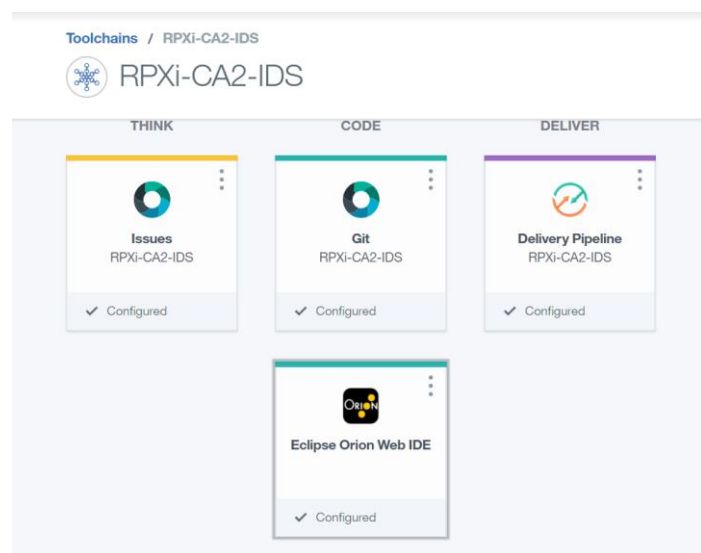 Toolchains / RPXi-CA2-IDS
RPXi-CA2-IDS
THINK CODE DELIVER
Issues Git Delivery Pipeline
RPXi-CA2-IDS RPXi-CA2-IDS RPXi-CA2-IDS
Configured Configured Configured
ORION
Eclipse Orion Web IDE
Configured